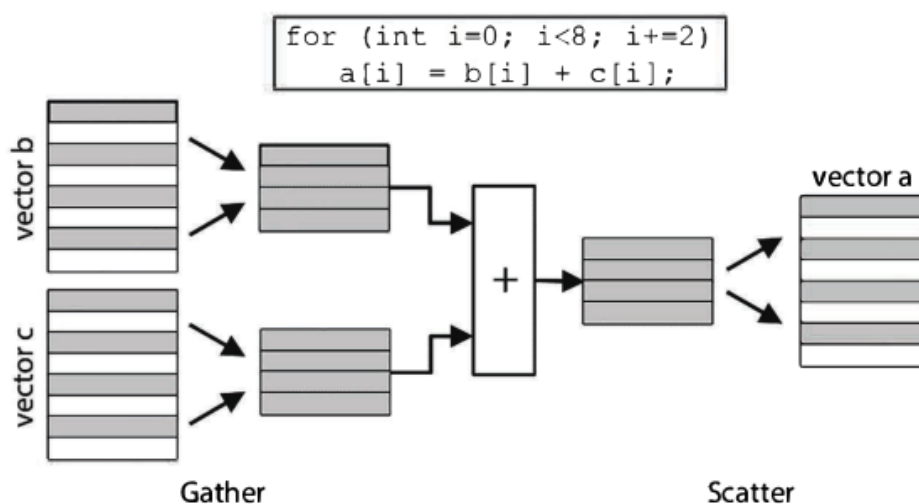 for (int i=0; i<8; i+=2)
a[i] = b[i] + c[i];
vector b
vector a
+
vector c
Gather
Scatter